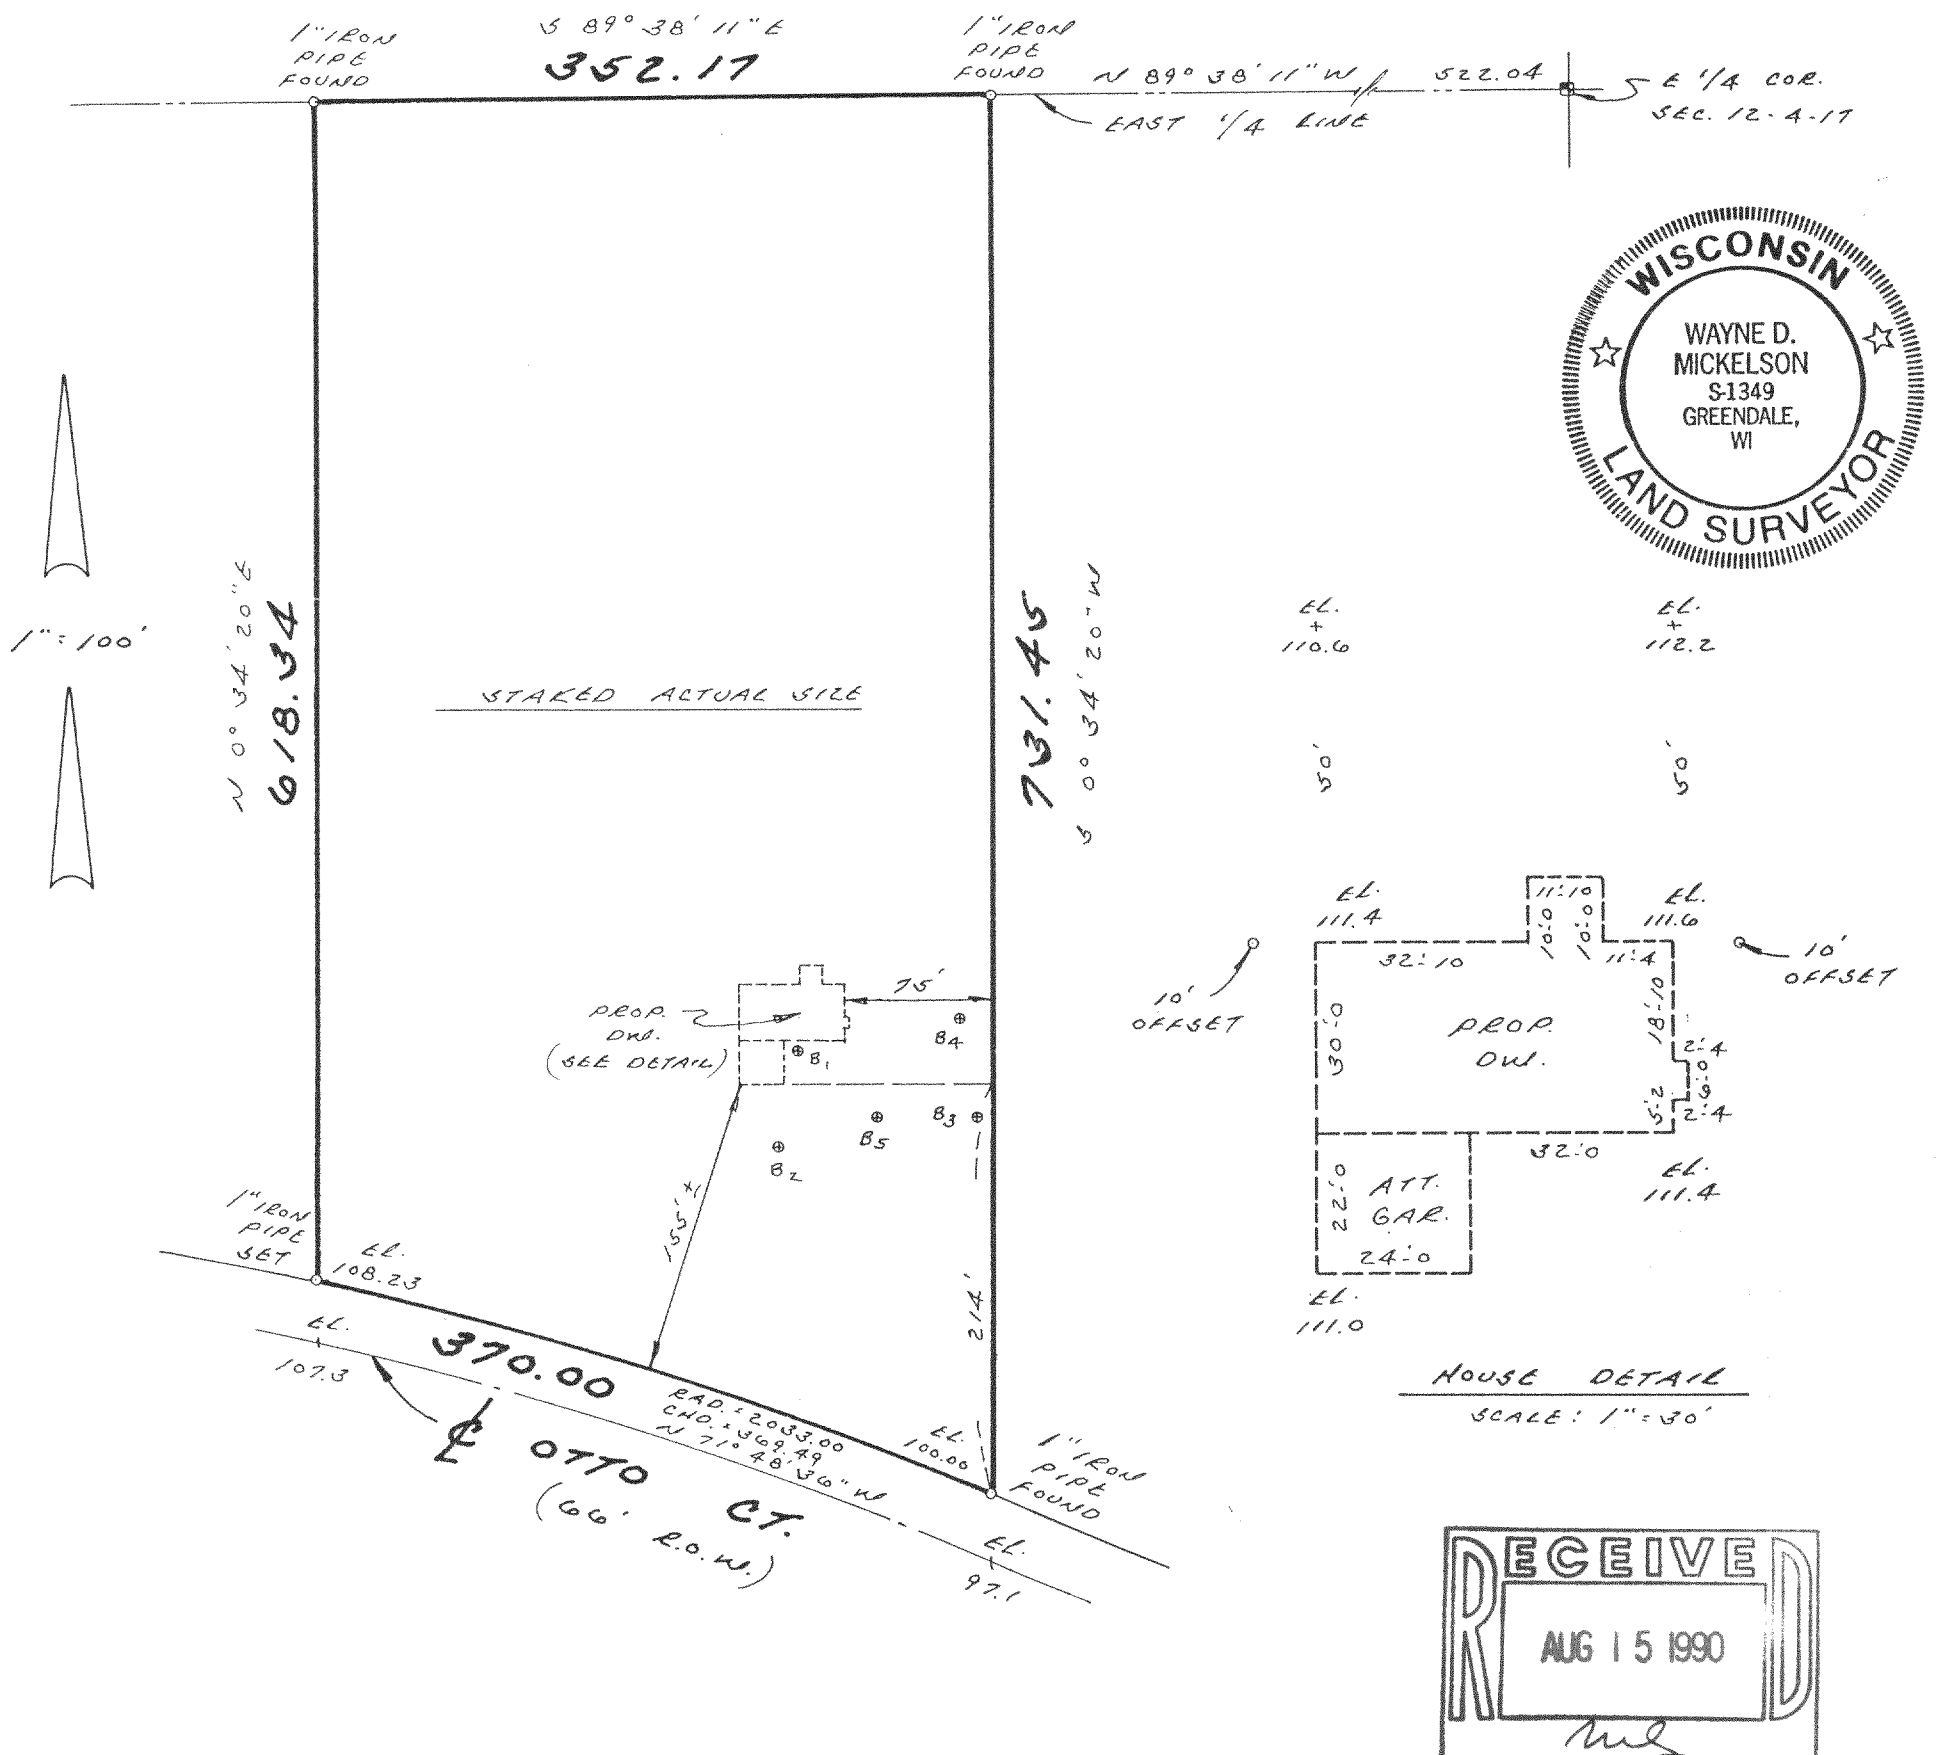 1" IRON
PIPE
FOUND
S 89° 38' 11" E
352.17
1" IRON
PIPE
FOUND
N 89° 38' 11" W
522.04
E 1/4 COR.
SEC. 12-4-17
EAST 1/4 LINE
WISCONSIN
WAYNE D.
MICKELSON
S-1349
GREENDALE,
WI
LAND SURVEYOR
1" = 100'
N 0° 34' 20" E
618.34
STAKED ACTUAL SIZE
731.45
S 0° 34' 20" W
EL.
+
110.6
EL.
+
112.2
50'
50'
PROP.
DWL.
(SEE DETAIL)
75'
B1
B4
B3
B5
B2
155' ±
214'
EL.
111.4
11'-10
10'-0
10'-0
EL.
111.6
32'-10
11'-4
10'
OFFSET
10'
OFFSET
30'-0
PROP.
DWL.
18'-10
2'-4
6'-0
5'-2
2'-4
32'-0
EL.
111.4
22'-0
ATT.
GAR.
24'-0
EL.
111.0
HOUSE DETAIL
SCALE: 1" = 30'
1" IRON
PIPE
SET
EL.
108.23
EL.
107.3
370.00
RAD. = 2033.00
CHD. = 369.49
N 71° 48' 36" W
EL.
100.00
1" IRON
PIPE
FOUND
℄ OTTO CT.
(66' R.O.W.)
EL.
97.1
RECEIVED
AUG 15 1990